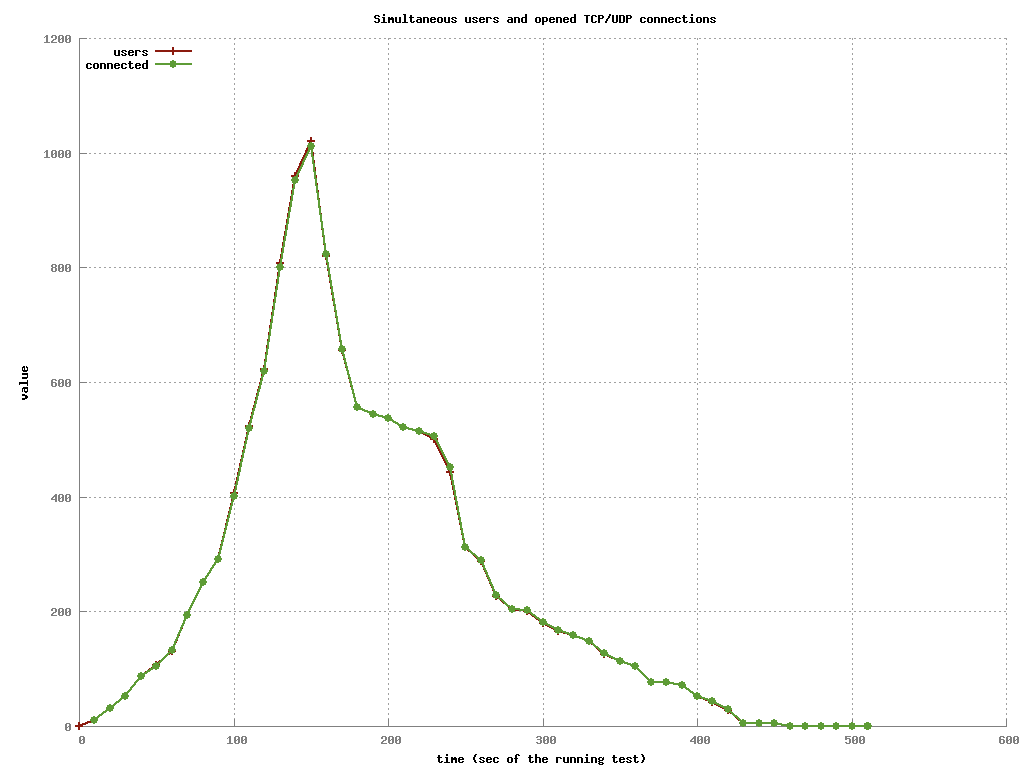 Simultaneous users and opened TCP/UDP connections
1200
users
connected
1000
800
value
600
400
200
0
0 100 200 300 400 500 600
time (sec of the running test)